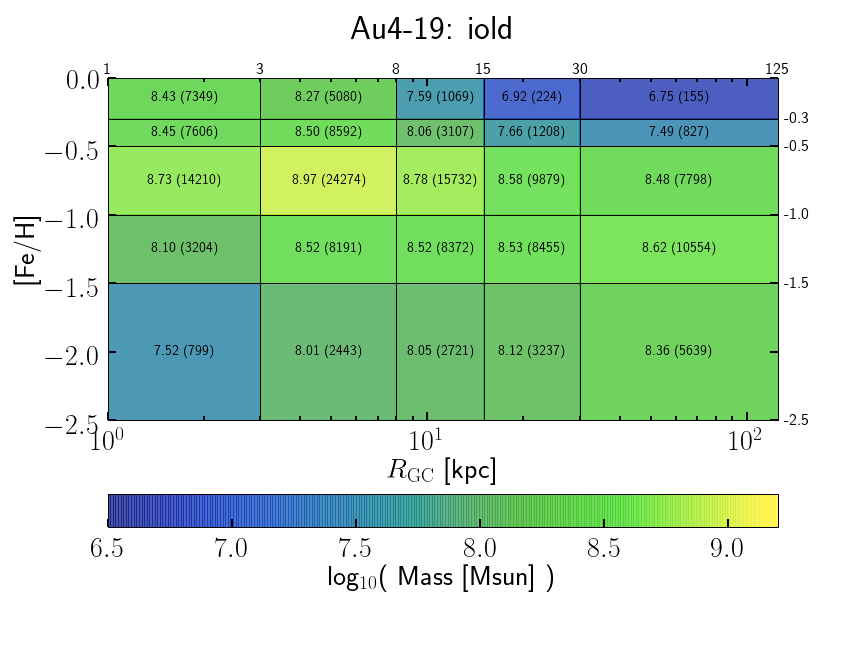 Au4-19: iold
1 3 8 15 30 125
0.0 8.43 (7349) 8.27 (5080) 7.59 (1069) 6.92 (224) 6.75 (155)
-0.3
8.45 (7606) 8.50 (8592) 8.06 (3107) 7.66 (1208) 7.49 (827)
−0.5 -0.5
8.73 (14210) 8.97 (24274) 8.78 (15732) 8.58 (9879) 8.48 (7798)
−1.0 -1.0
[Fe/H]
8.10 (3204) 8.52 (8191) 8.52 (8372) 8.53 (8455) 8.62 (10554)
−1.5 -1.5
7.52 (799) 8.01 (2443) 8.05 (2721) 8.12 (3237) 8.36 (5639)
−2.0
−2.5 -2.5
10⁰ 10¹ 10²
R_GC [kpc]
6.5 7.0 7.5 8.0 8.5 9.0
log₁₀( Mass [Msun] )